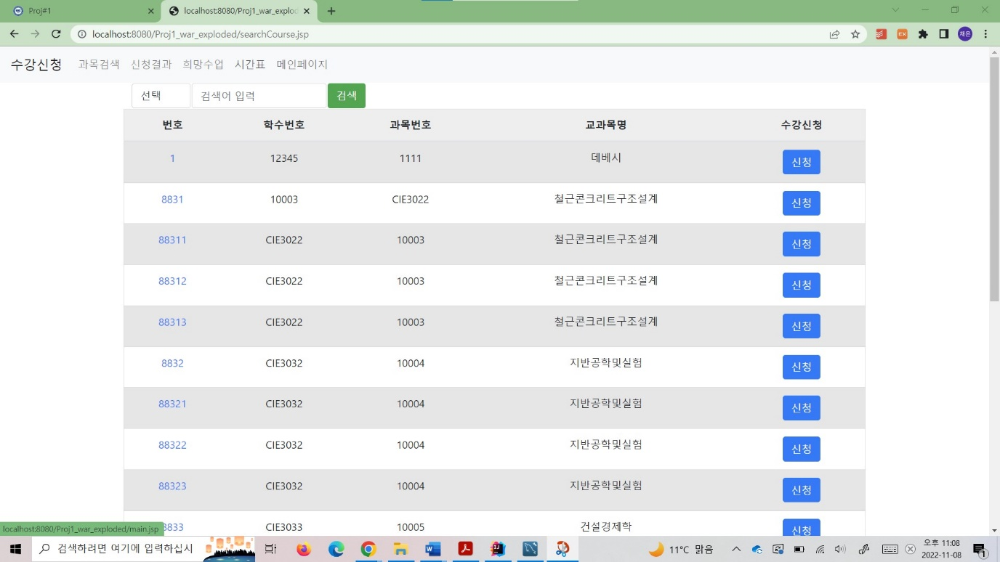 Proj#1
localhost:8080/Proj1_war_explod
localhost:8080/Proj1_war_exploded/searchCourse.jsp
EX
채은
수강신청 과목검색 신청결과 희망수업 시간표 메인페이지
선택 검색어 입력 검색
번호 학수번호 과목번호 교과목명 수강신청
1 12345 1111 데베시 신청
8831 10003 CIE3022 철근콘크리트구조설계 신청
88311 CIE3022 10003 철근콘크리트구조설계 신청
88312 CIE3022 10003 철근콘크리트구조설계 신청
88313 CIE3022 10003 철근콘크리트구조설계 신청
8832 CIE3032 10004 지반공학및실험 신청
88321 CIE3032 10004 지반공학및실험 신청
88322 CIE3032 10004 지반공학및실험 신청
88323 CIE3032 10004 지반공학및실험 신청
8833 CIE3033 10005 건설경제학 신청
localhost:8080/Proj1_war_exploded/main.jsp
검색하려면 여기에 입력하십시
11°C 맑음
오후 11:08
2022-11-08
1